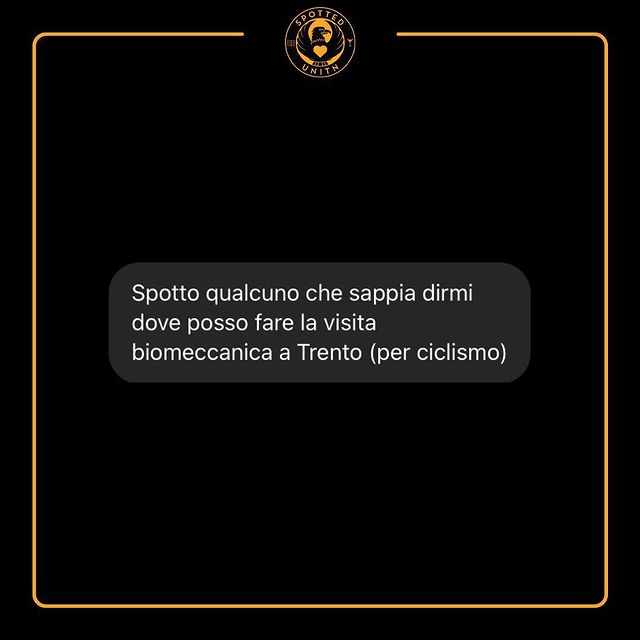 SPOTTED
UNITN
Spotto qualcuno che sappia dirmi
dove posso fare la visita
biomeccanica a Trento (per ciclismo)